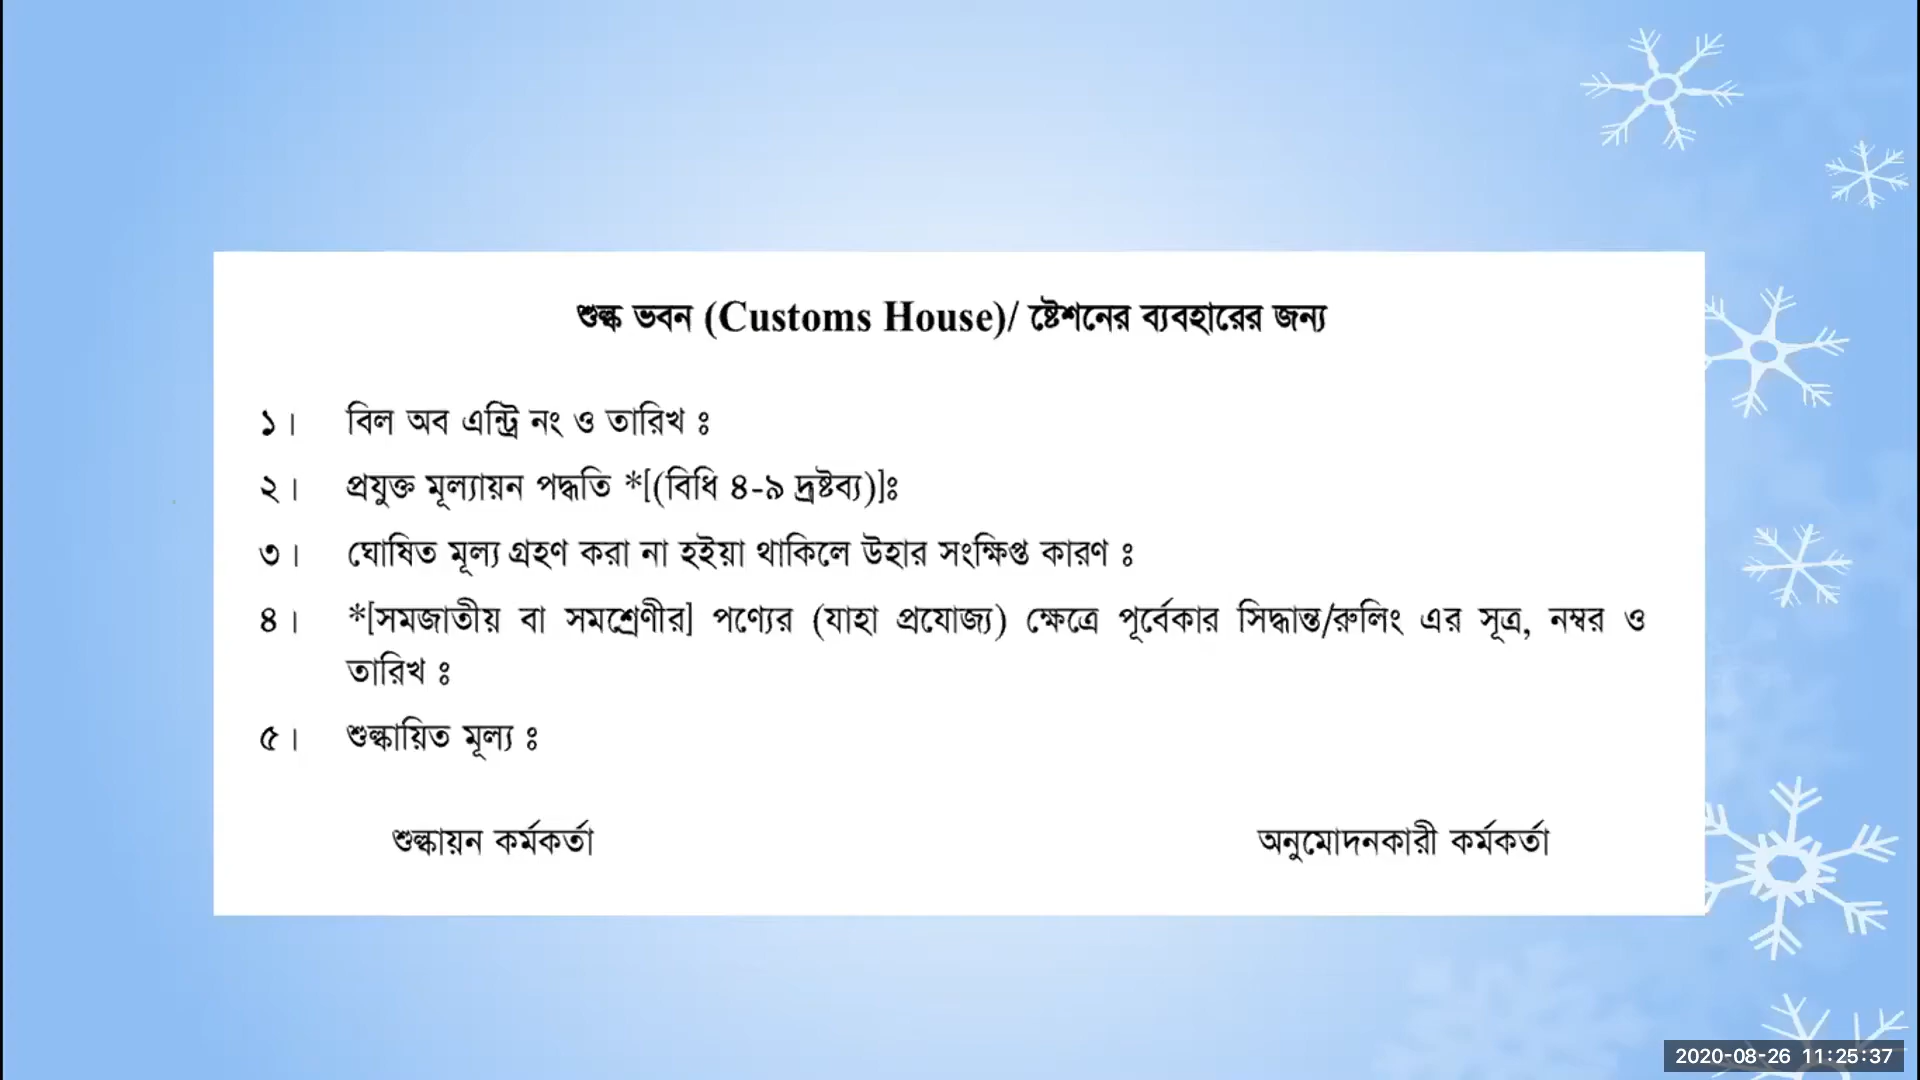 শুল্ক ভবন (Customs House)/ ষ্টেশনের ব্যবহারের জন্য
১। বিল অব এন্ট্রি নং ও তারিখ ঃ
২। প্রযুক্ত মূল্যায়ন পদ্ধতি *[(বিধি ৪-৯ দ্রষ্টব্য)]ঃ
৩। ঘোষিত মূল্য গ্রহণ করা না হইয়া থাকিলে উহার সংক্ষিপ্ত কারণ ঃ
৪। *[সমজাতীয় বা সমশ্রেণীর] পণ্যের (যাহা প্রযোজ্য) ক্ষেত্রে পূর্বেকার সিদ্ধান্ত/রুলিং এর সূত্র, নম্বর ও
তারিখ ঃ
৫। শুল্কায়িত মূল্য ঃ
শুল্কায়ন কর্মকর্তা অনুমোদনকারী কর্মকর্তা
2020-08-26 11:25:37